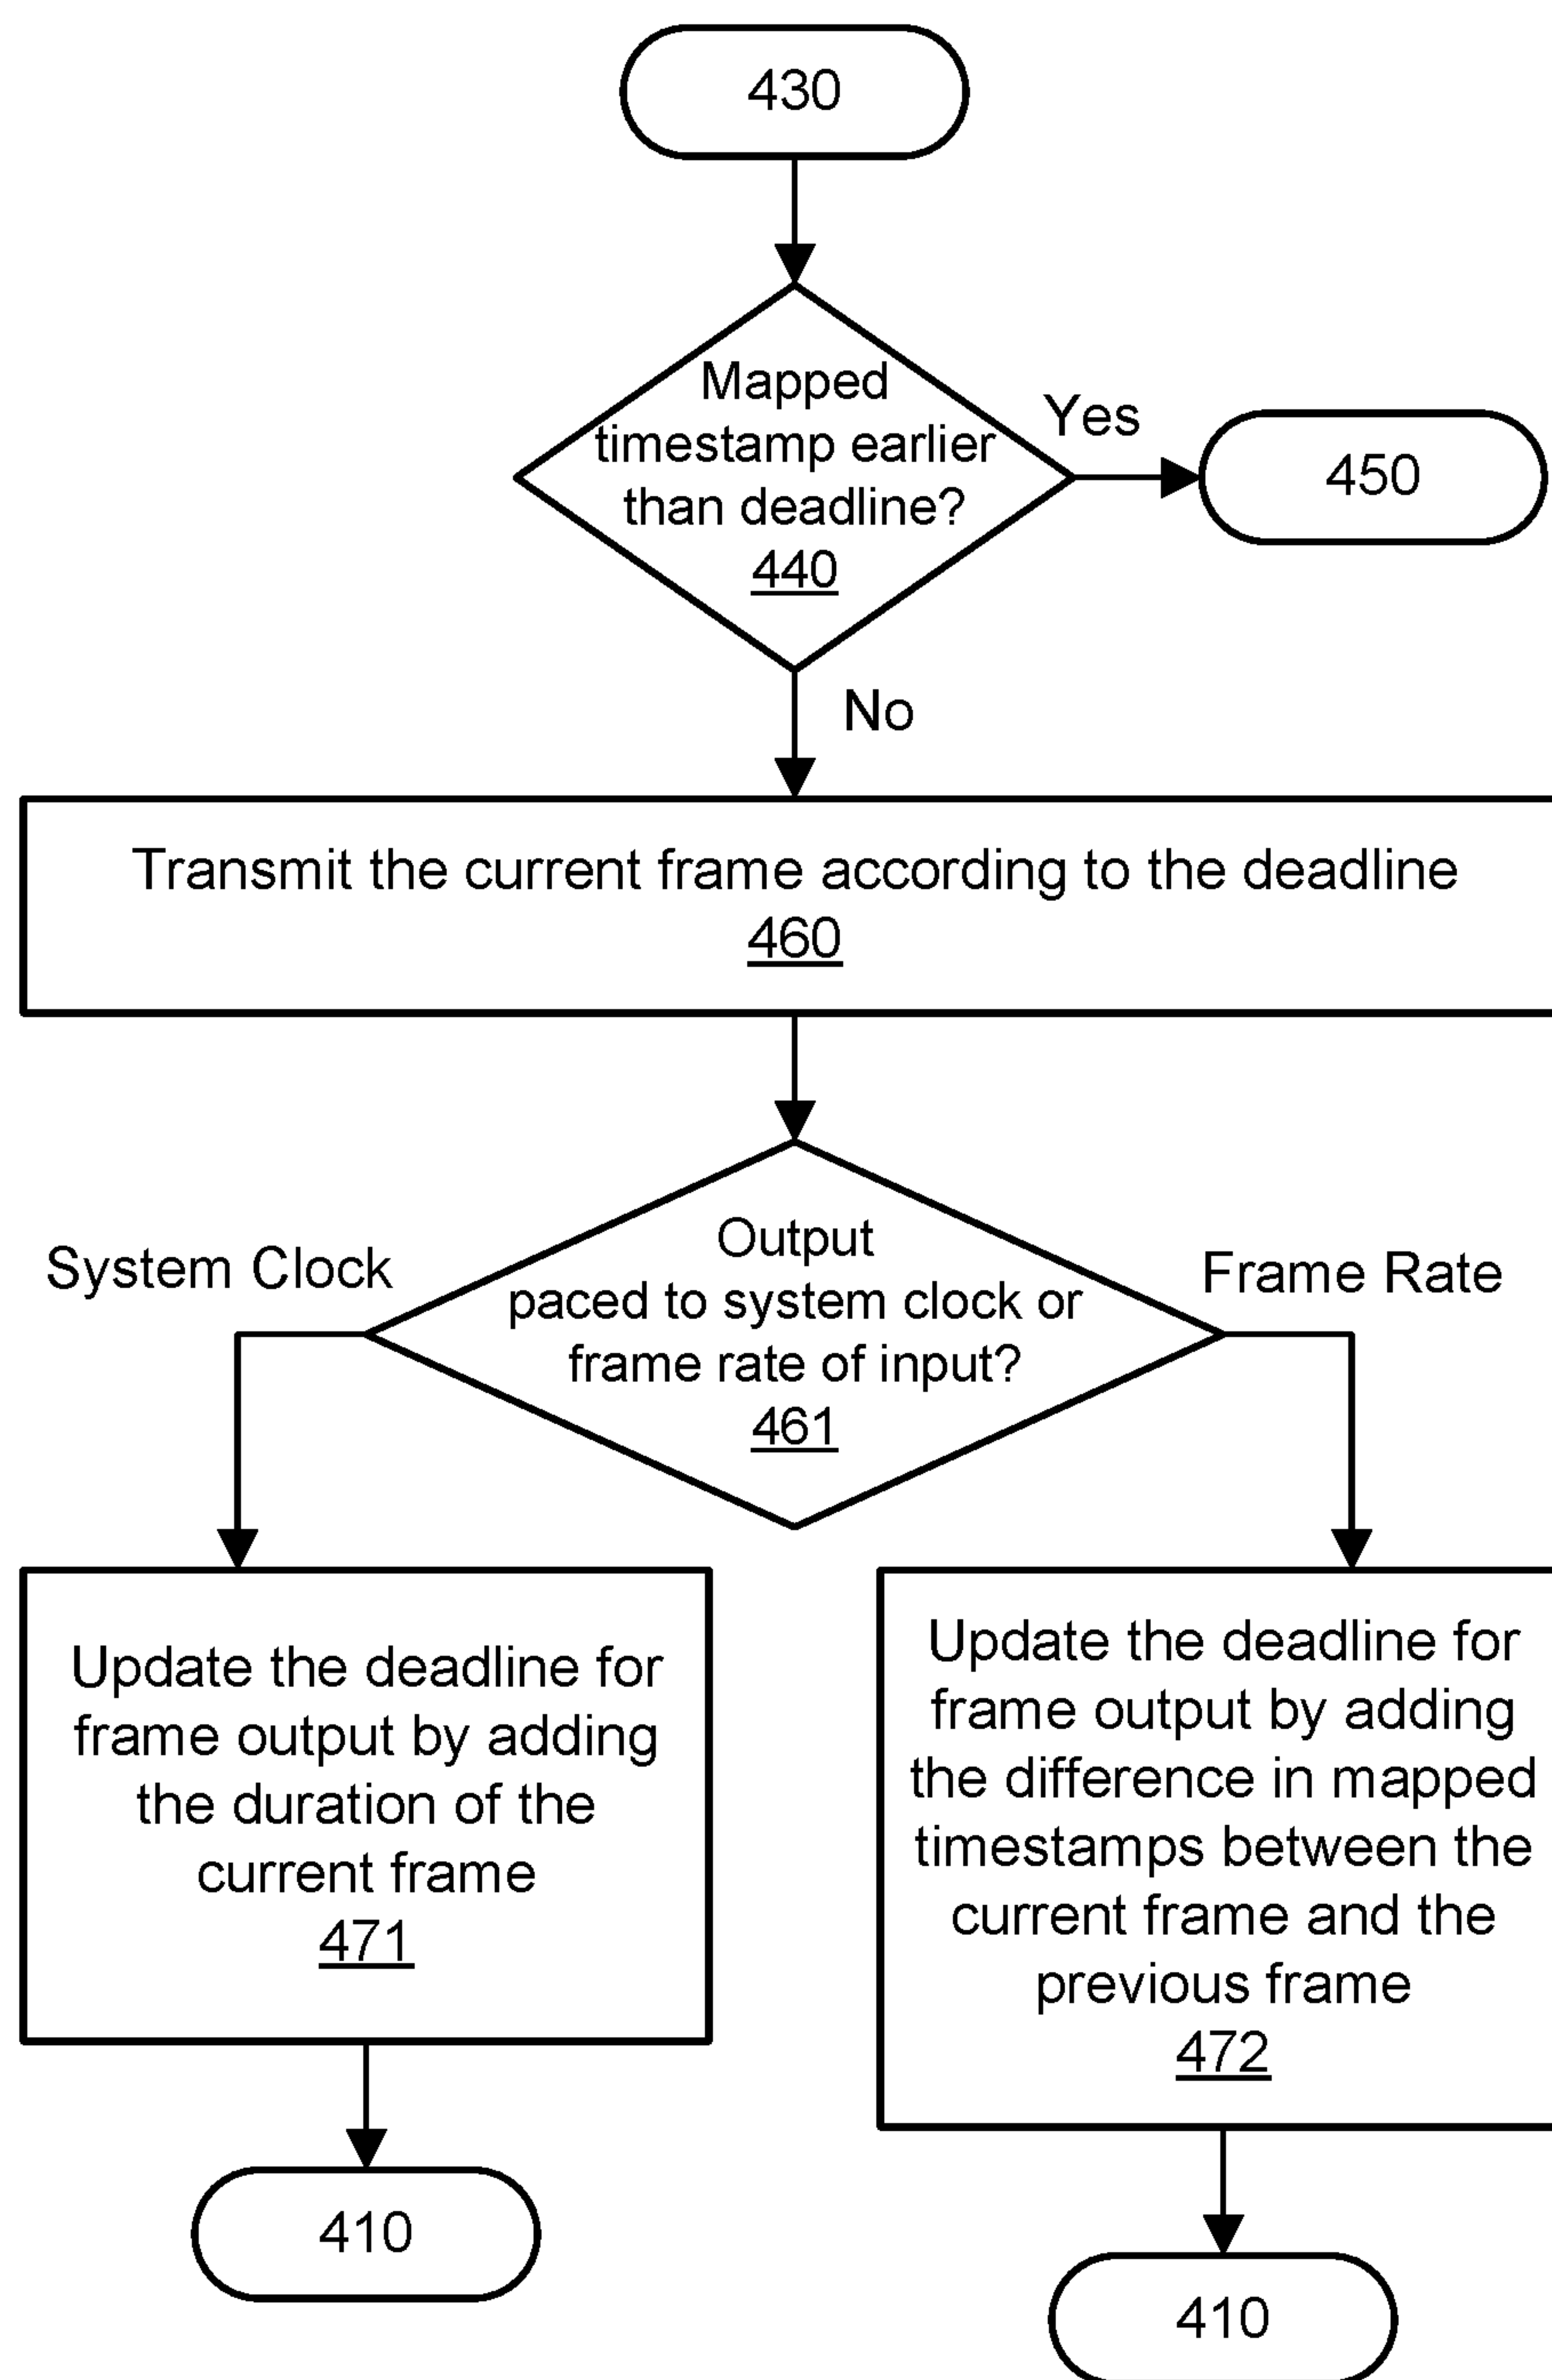 430
Mapped
timestamp earlier
than deadline?
440
Yes
450
No
Transmit the current frame according to the deadline
460
Output
paced to system clock or
frame rate of input?
461
System Clock
Frame Rate
Update the deadline for
frame output by adding
the duration of the
current frame
471
Update the deadline for
frame output by adding
the difference in mapped
timestamps between the
current frame and the
previous frame
472
410
410